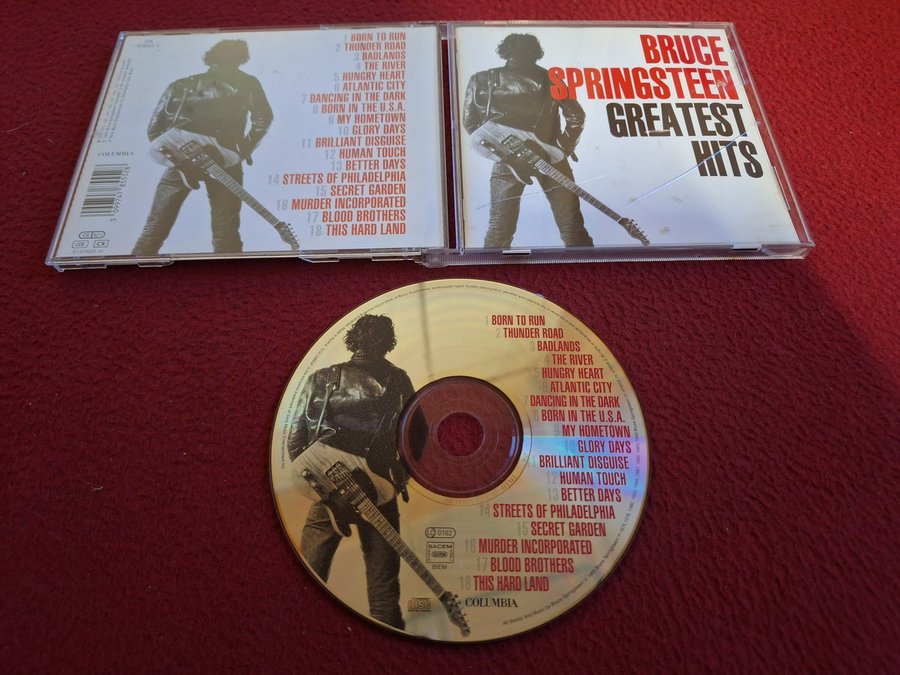 1 BORN TO RUN
2 THUNDER ROAD
3 BADLANDS
4 THE RIVER
5 HUNGRY HEART
6 ATLANTIC CITY
7 DANCING IN THE DARK
8 BORN IN THE U.S.A.
9 MY HOMETOWN
10 GLORY DAYS
11 BRILLIANT DISGUISE
12 HUMAN TOUCH
13 BETTER DAYS
14 STREETS OF PHILADELPHIA
15 SECRET GARDEN
16 MURDER INCORPORATED
17 BLOOD BROTHERS
18 THIS HARD LAND
COLUMBIA
BRUCE
SPRINGSTEEN
GREATEST
HITS
1 BORN TO RUN
2 THUNDER ROAD
3 BADLANDS
4 THE RIVER
5 HUNGRY HEART
6 ATLANTIC CITY
7 DANCING IN THE DARK
8 BORN IN THE U.S.A.
9 MY HOMETOWN
10 GLORY DAYS
11 BRILLIANT DISGUISE
12 HUMAN TOUCH
13 BETTER DAYS
14 STREETS OF PHILADELPHIA
15 SECRET GARDEN
16 MURDER INCORPORATED
17 BLOOD BROTHERS
18 THIS HARD LAND
LC 0162
SACEM
BIEM
COLUMBIA